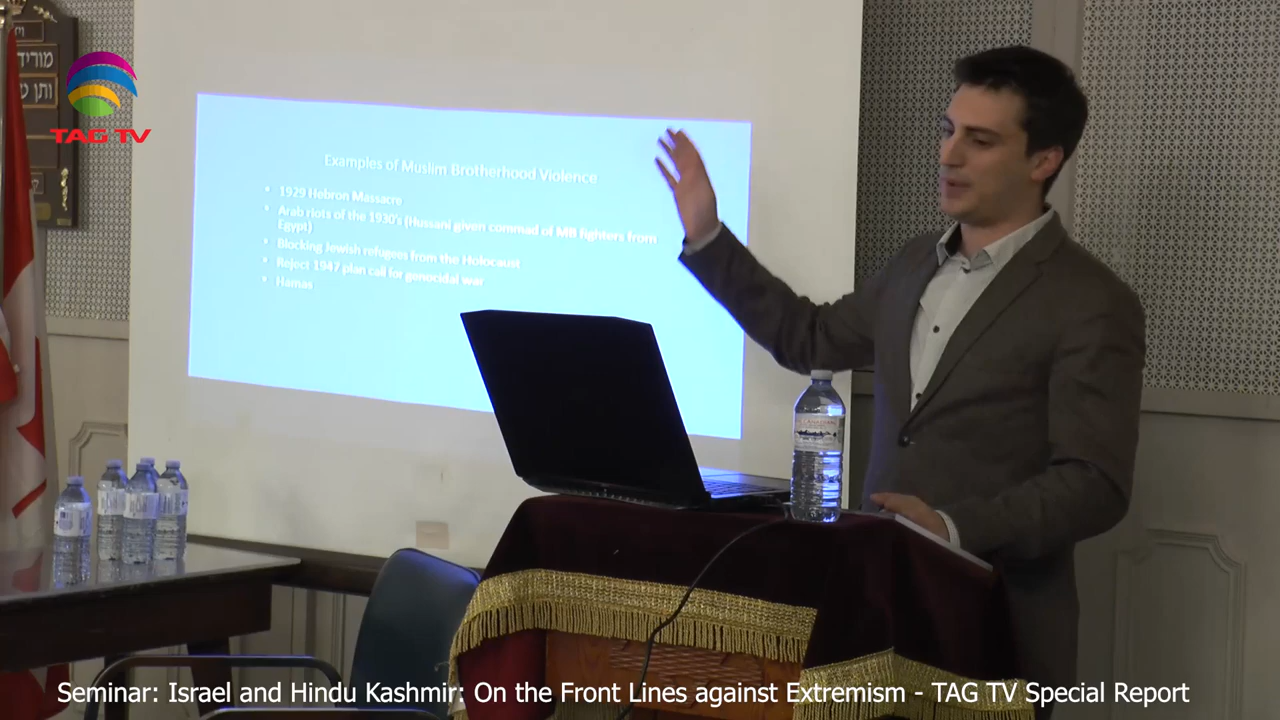 מוריד
ותן ט
TAG TV
Examples of Muslim Brotherhood Violence
• 1929 Hebron Massacre
• Arab riots of the 1930's (Hussani given commad of MB fighters from
Egypt)
• Blocking Jewish refugees from the Holocaust
• Reject 1947 plan call for genocidal war
• Hamas
Seminar: Israel and Hindu Kashmir: On the Front Lines against Extremism - TAG TV Special Report